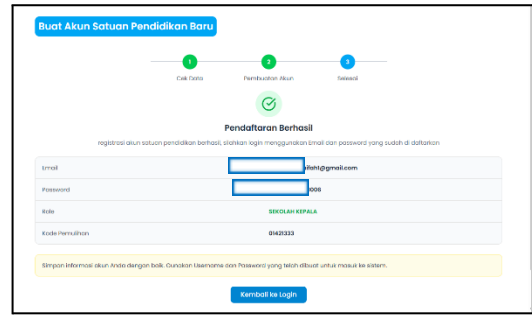 Buat Akun Satuan Pendidikan Baru
1 2 3
Cek Data Pembuatan Akun Selesai
Pendaftaran Berhasil
registrasi akun satuan pendidikan berhasil, silahkan login menggunakan Email dan password yang sudah di daftarkan
Email @gmail.com
Password
Role SEKOLAH KEPALA
Kode Pemulihan 01421333
Simpan informasi akun Anda dengan baik. Gunakan Username dan Password yang telah dibuat untuk masuk ke sistem.
Kembali ke Login